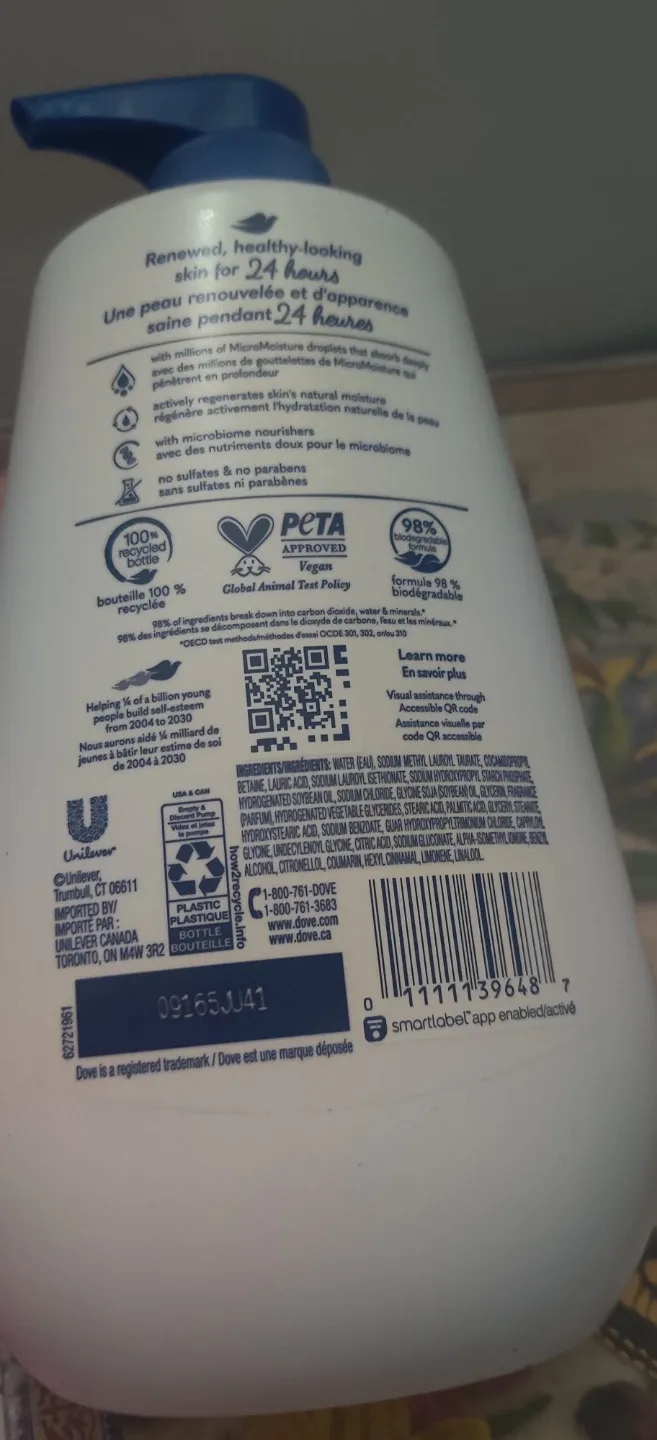 Renewed, healthy-looking
skin for 24 hours
Une peau renouvelée et d'apparence
saine pendant 24 heures
with millions of MicroMoisture droplets that absorb deeply
avec des millions de gouttelettes de MicroMoisture qui
pénètrent en profondeur
actively regenerates skin's natural moisture
régénère activement l'hydratation naturelle de la peau
with microbiome nourishers
avec des nutriments doux pour le microbiome
no sulfates & no parabens
sans sulfates ni parabènes
100%
recycled
bottle
bouteille 100 %
recyclée
PETA
APPROVED
Vegan
Global Animal Test Policy
98%
biodegradable
formula
formule 98 %
biodégradable
98% of ingredients break down into carbon dioxide, water & minerals.*
98% des ingrédients se décomposent dans le dioxyde de carbone, l'eau et les minéraux.*
*OECD test methods/méthodes d'essai OCDE 301, 302, or/ou 310
Helping ¼ of a billion young
people build self-esteem
from 2004 to 2030
Nous aurons aidé ¼ milliard de
jeunes à bâtir leur estime de soi
de 2004 à 2030
Learn more
En savoir plus
Visual assistance through
Accessible QR code
Assistance visuelle par
code QR accessible
INGREDIENTS/INGRÉDIENTS: WATER (EAU), SODIUM METHYL LAUROYL TAURATE, COCAMIDOPROPYL
BETAINE, LAURIC ACID, SODIUM LAUROYL ISETHIONATE, SODIUM HYDROXYPROPYL STARCH PHOSPHATE,
HYDROGENATED SOYBEAN OIL, SODIUM CHLORIDE, GLYCINE SOJA (SOYBEAN) OIL, GLYCERIN, FRAGRANCE
(PARFUM), HYDROGENATED VEGETABLE GLYCERIDES, STEARIC ACID, PALMITIC ACID, GLYCERYL STEARATE,
HYDROXYSTEARIC ACID, SODIUM BENZOATE, GUAR HYDROXYPROPYLTRIMONIUM CHLORIDE, CAPRYLOYL
GLYCINE, UNDECYLENOYL GLYCINE, CITRIC ACID, SODIUM GLUCONATE, ALPHA-ISOMETHYL IONONE, BENZYL
ALCOHOL, CITRONELLOL, COUMARIN, HEXYL CINNAMAL, LIMONENE, LINALOOL.
Unilever
©Unilever,
Trumbull, CT 06611
IMPORTED BY/
IMPORTÉ PAR :
UNILEVER CANADA
TORONTO, ON M4W 3R2
USA & CAN
Empty &
Discard Pump
Videz et jetez
la pompe
PLASTIC
PLASTIQUE
BOTTLE
BOUTEILLE
how2recycle.info
1-800-761-DOVE
1-800-761-3683
www.dove.com
www.dove.ca
0 11111 39648 7
smartlabel™ app enabled/activé
62721961
09165JU41
Dove is a registered trademark / Dove est une marque déposée